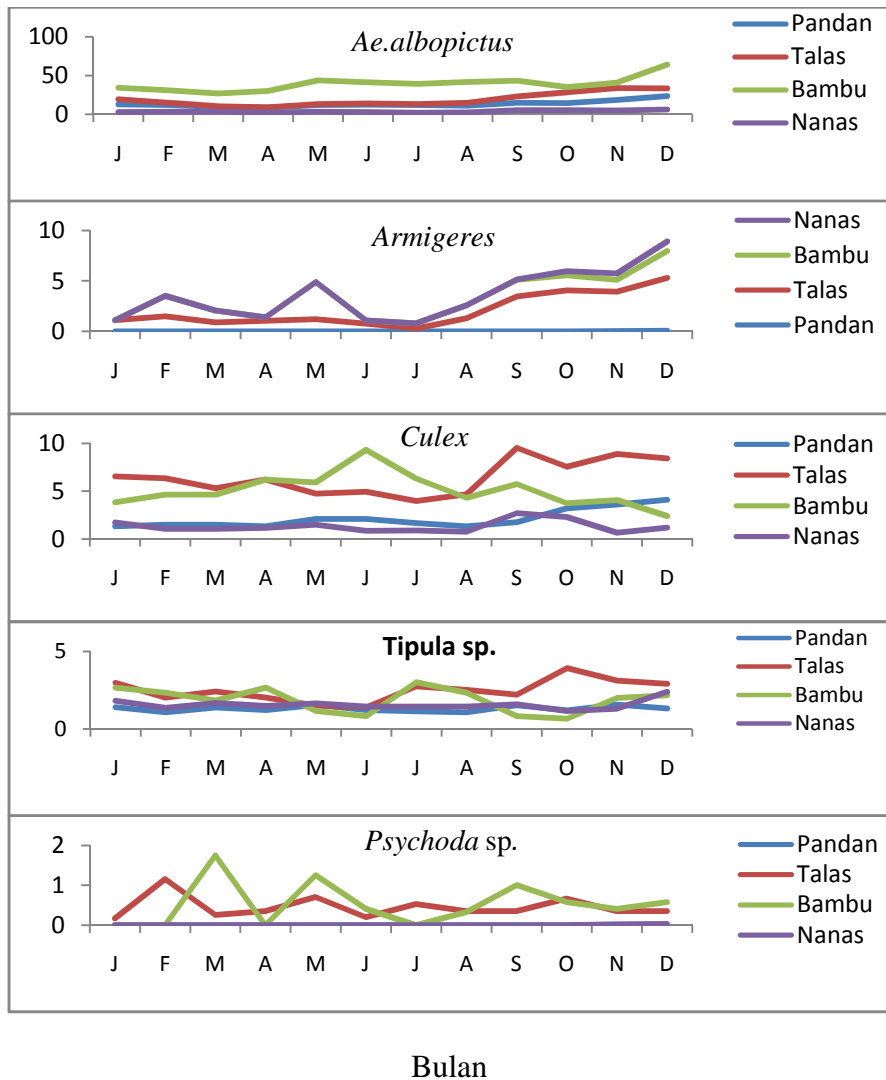 Ae.albopictus
100
50
0
J F M A M J J A S O N D
Pandan
Talas
Bambu
Nanas
Armigeres
10
5
0
J F M A M J J A S O N D
Nanas
Bambu
Talas
Pandan
Culex
10
5
0
J F M A M J J A S O N D
Pandan
Talas
Bambu
Nanas
Tipula sp.
5
0
J F M A M J J A S O N D
Pandan
Talas
Bambu
Nanas
Psychoda sp.
2
1
0
J F M A M J J A S O N D
Pandan
Talas
Bambu
Nanas
Bulan